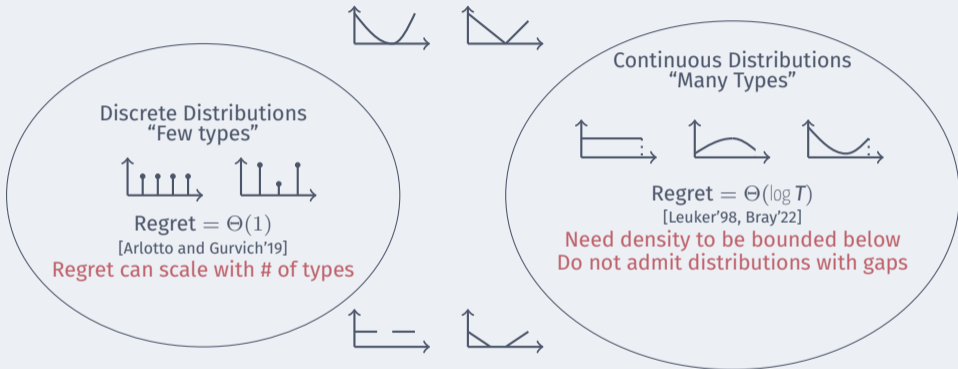 Discrete Distributions
“Few types”
Regret = Θ(1)
[Arlotto and Gurvich'19]
Regret can scale with # of types
Continuous Distributions
“Many Types”
Regret = Θ(log T)
[Leuker'98, Bray'22]
Need density to be bounded below
Do not admit distributions with gaps